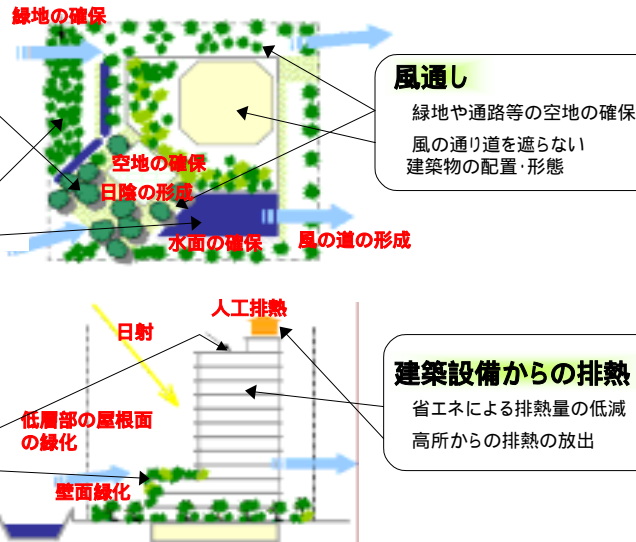 緑地の確保
風通し
緑地や通路等の空地の確保
風の通り道を遮らない
建築物の配置・形態
空地の確保
日陰の形成
水面の確保
風の道の形成
人工排熱
日射
建築設備からの排熱
省エネによる排熱量の低減
高所からの排熱の放出
低層部の屋根面
の緑化
壁面緑化